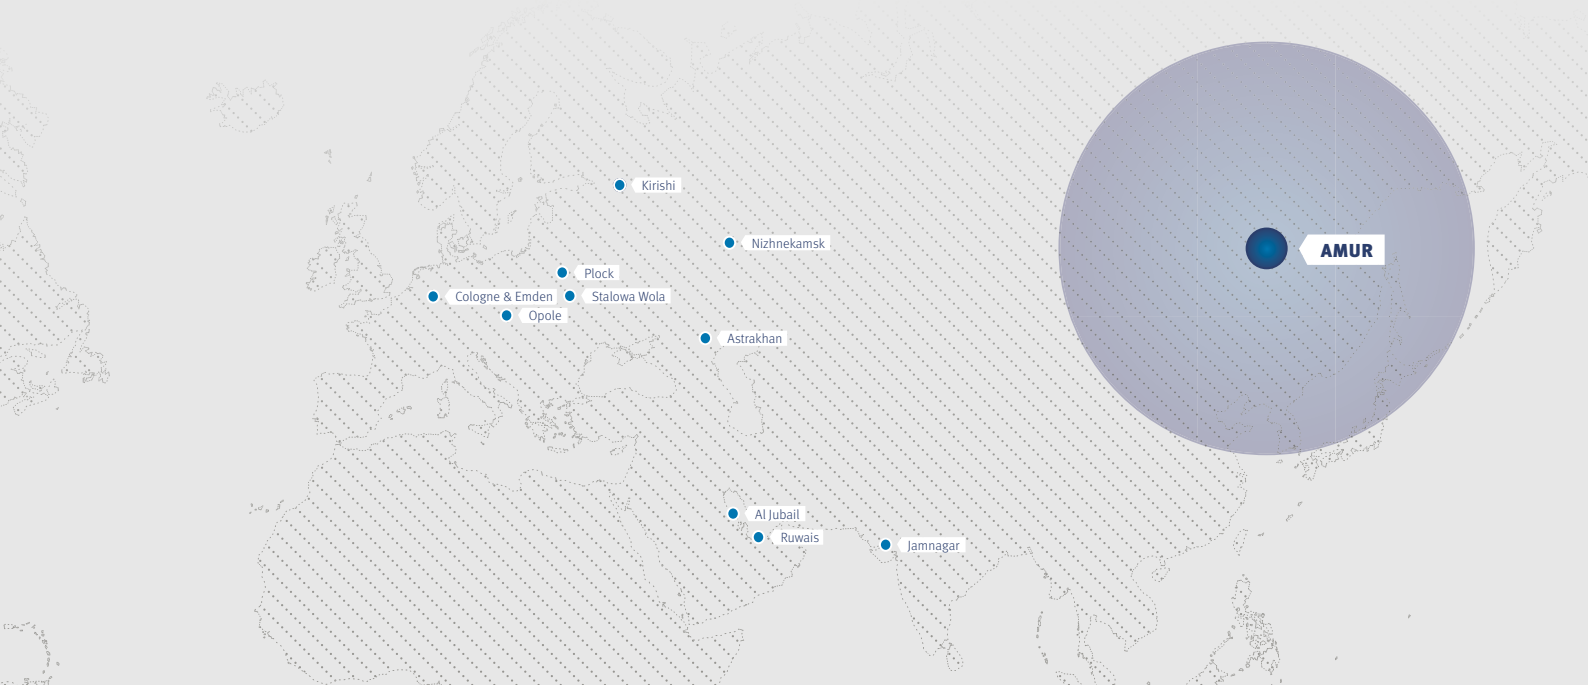 Kirishi
Nizhnekamsk
AMUR
Plock
Cologne & Emden
Stalowa Wola
Opole
Astrakhan
Al Jubail
Ruwais
Jamnagar